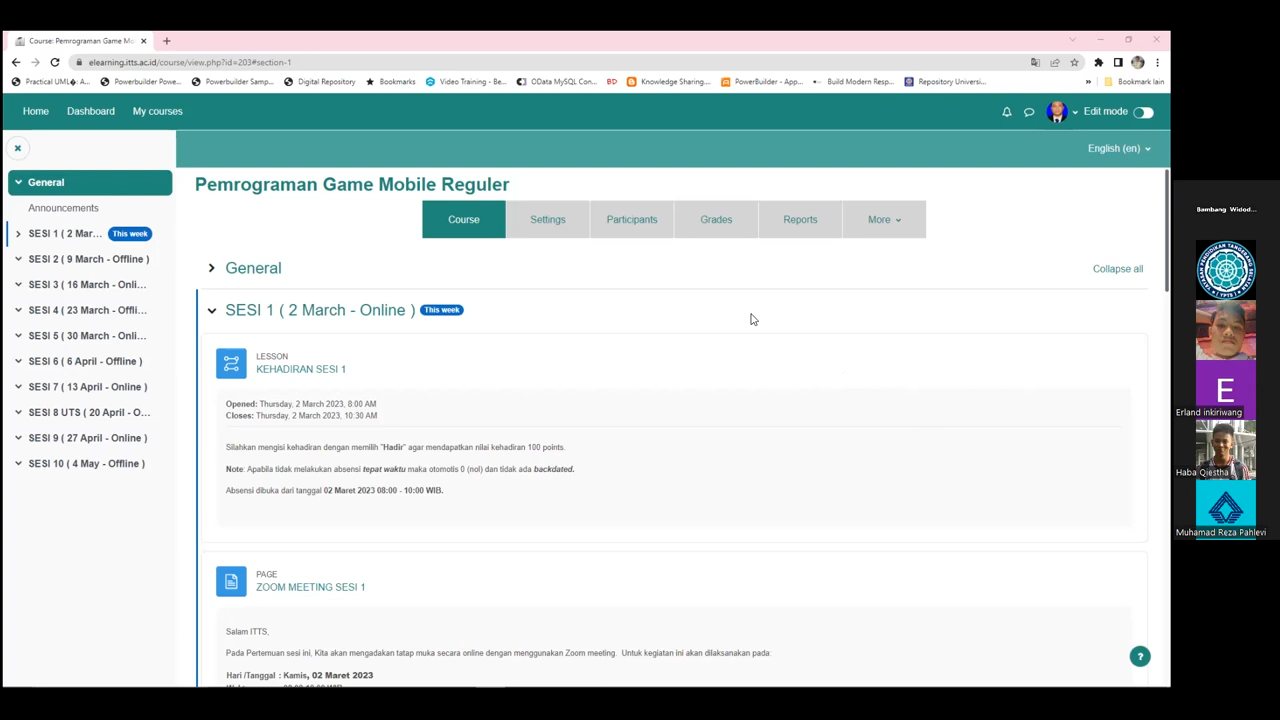 Course: Pemrograman Game Mo
elearning.itts.ac.id/course/view.php?id=203#section-1
Practical UML
Powerbuilder Powe...
Powerbuilder Samp...
Digital Repository
Bookmarks
Video Training - Be...
OData MySQL Con...
BD
Knowledge Sharing....
PowerBuilder - App...
Build Modern Resp...
Repository Universi...
»
Bookmark lain
Home
Dashboard
My courses
Edit mode
English (en)
General
Announcements
SESI 1 ( 2 Mar...
This week
SESI 2 ( 9 March - Offline )
SESI 3 ( 16 March - Onli...
SESI 4 ( 23 March - Offli...
SESI 5 ( 30 March - Onli...
SESI 6 ( 6 April - Offline )
SESI 7 ( 13 April - Online )
SESI 8 UTS ( 20 April - O...
SESI 9 ( 27 April - Online )
SESI 10 ( 4 May - Offline )
Pemrograman Game Mobile Reguler
Course
Settings
Participants
Grades
Reports
More
General
Collapse all
SESI 1 ( 2 March - Online )
This week
LESSON
KEHADIRAN SESI 1
Opened: Thursday, 2 March 2023, 8:00 AM
Closes: Thursday, 2 March 2023, 10:30 AM
Silahkan mengisi kehadiran dengan memilih "Hadir" agar mendapatkan nilai kehadiran 100 points.
Note: Apabila tidak melakukan absensi tepat waktu maka otomotis 0 (nol) dan tidak ada backdated.
Absensi dibuka dari tanggal 02 Maret 2023 08:00 - 10:00 WIB.
PAGE
ZOOM MEETING SESI 1
Salam ITTS,
Pada Pertemuan sesi ini, Kita akan mengadakan tatap muka secara online dengan menggunakan Zoom meeting. Untuk kegiatan ini akan dilaksanakan pada:
Hari /Tanggal : Kamis, 02 Maret 2023
?
Bambang Widod...
E
Erland inkiriwang
Haba Qiestha
Muhamad Reza Pahlevi